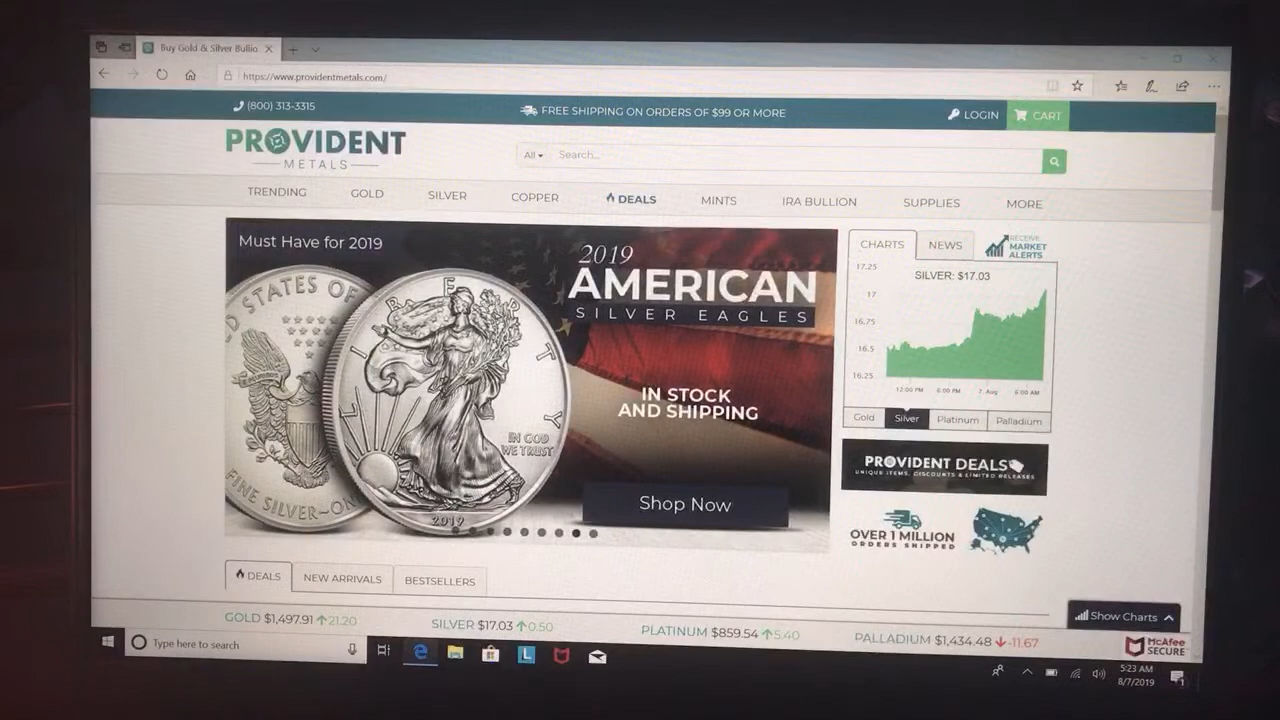 Buy Gold & Silver Bullio
https://www.providentmetals.com/
(800) 313-3315
FREE SHIPPING ON ORDERS OF $99 OR MORE
LOGIN
CART
PROVIDENT
METALS
All
Search...
TRENDING
GOLD
SILVER
COPPER
DEALS
MINTS
IRA BULLION
SUPPLIES
MORE
Must Have for 2019
2019
AMERICAN
SILVER EAGLES
IN STOCK
AND SHIPPING
Shop Now
D STATES OF
FINE SILVER-ON
LIBERTY
IN GOD
WE TRUST
2019
CHARTS
NEWS
RECEIVE
MARKET
ALERTS
SILVER: $17.03
17.25
17
16.75
16.5
16.25
12:00 PM
6:00 PM
7. Aug
6:00 AM
Gold
Silver
Platinum
Palladium
PROVIDENT DEALS
UNIQUE ITEMS, DISCOUNTS & LIMITED RELEASES
OVER 1 MILLION
ORDERS SHIPPED
DEALS
NEW ARRIVALS
BESTSELLERS
Show Charts
GOLD $1,497.91 21.20
SILVER $17.03 0.50
PLATINUM $859.54 5.40
PALLADIUM $1,434.48 -11.67
McAfee
SECURE
Type here to search
L
5:23 AM
8/7/2019
1